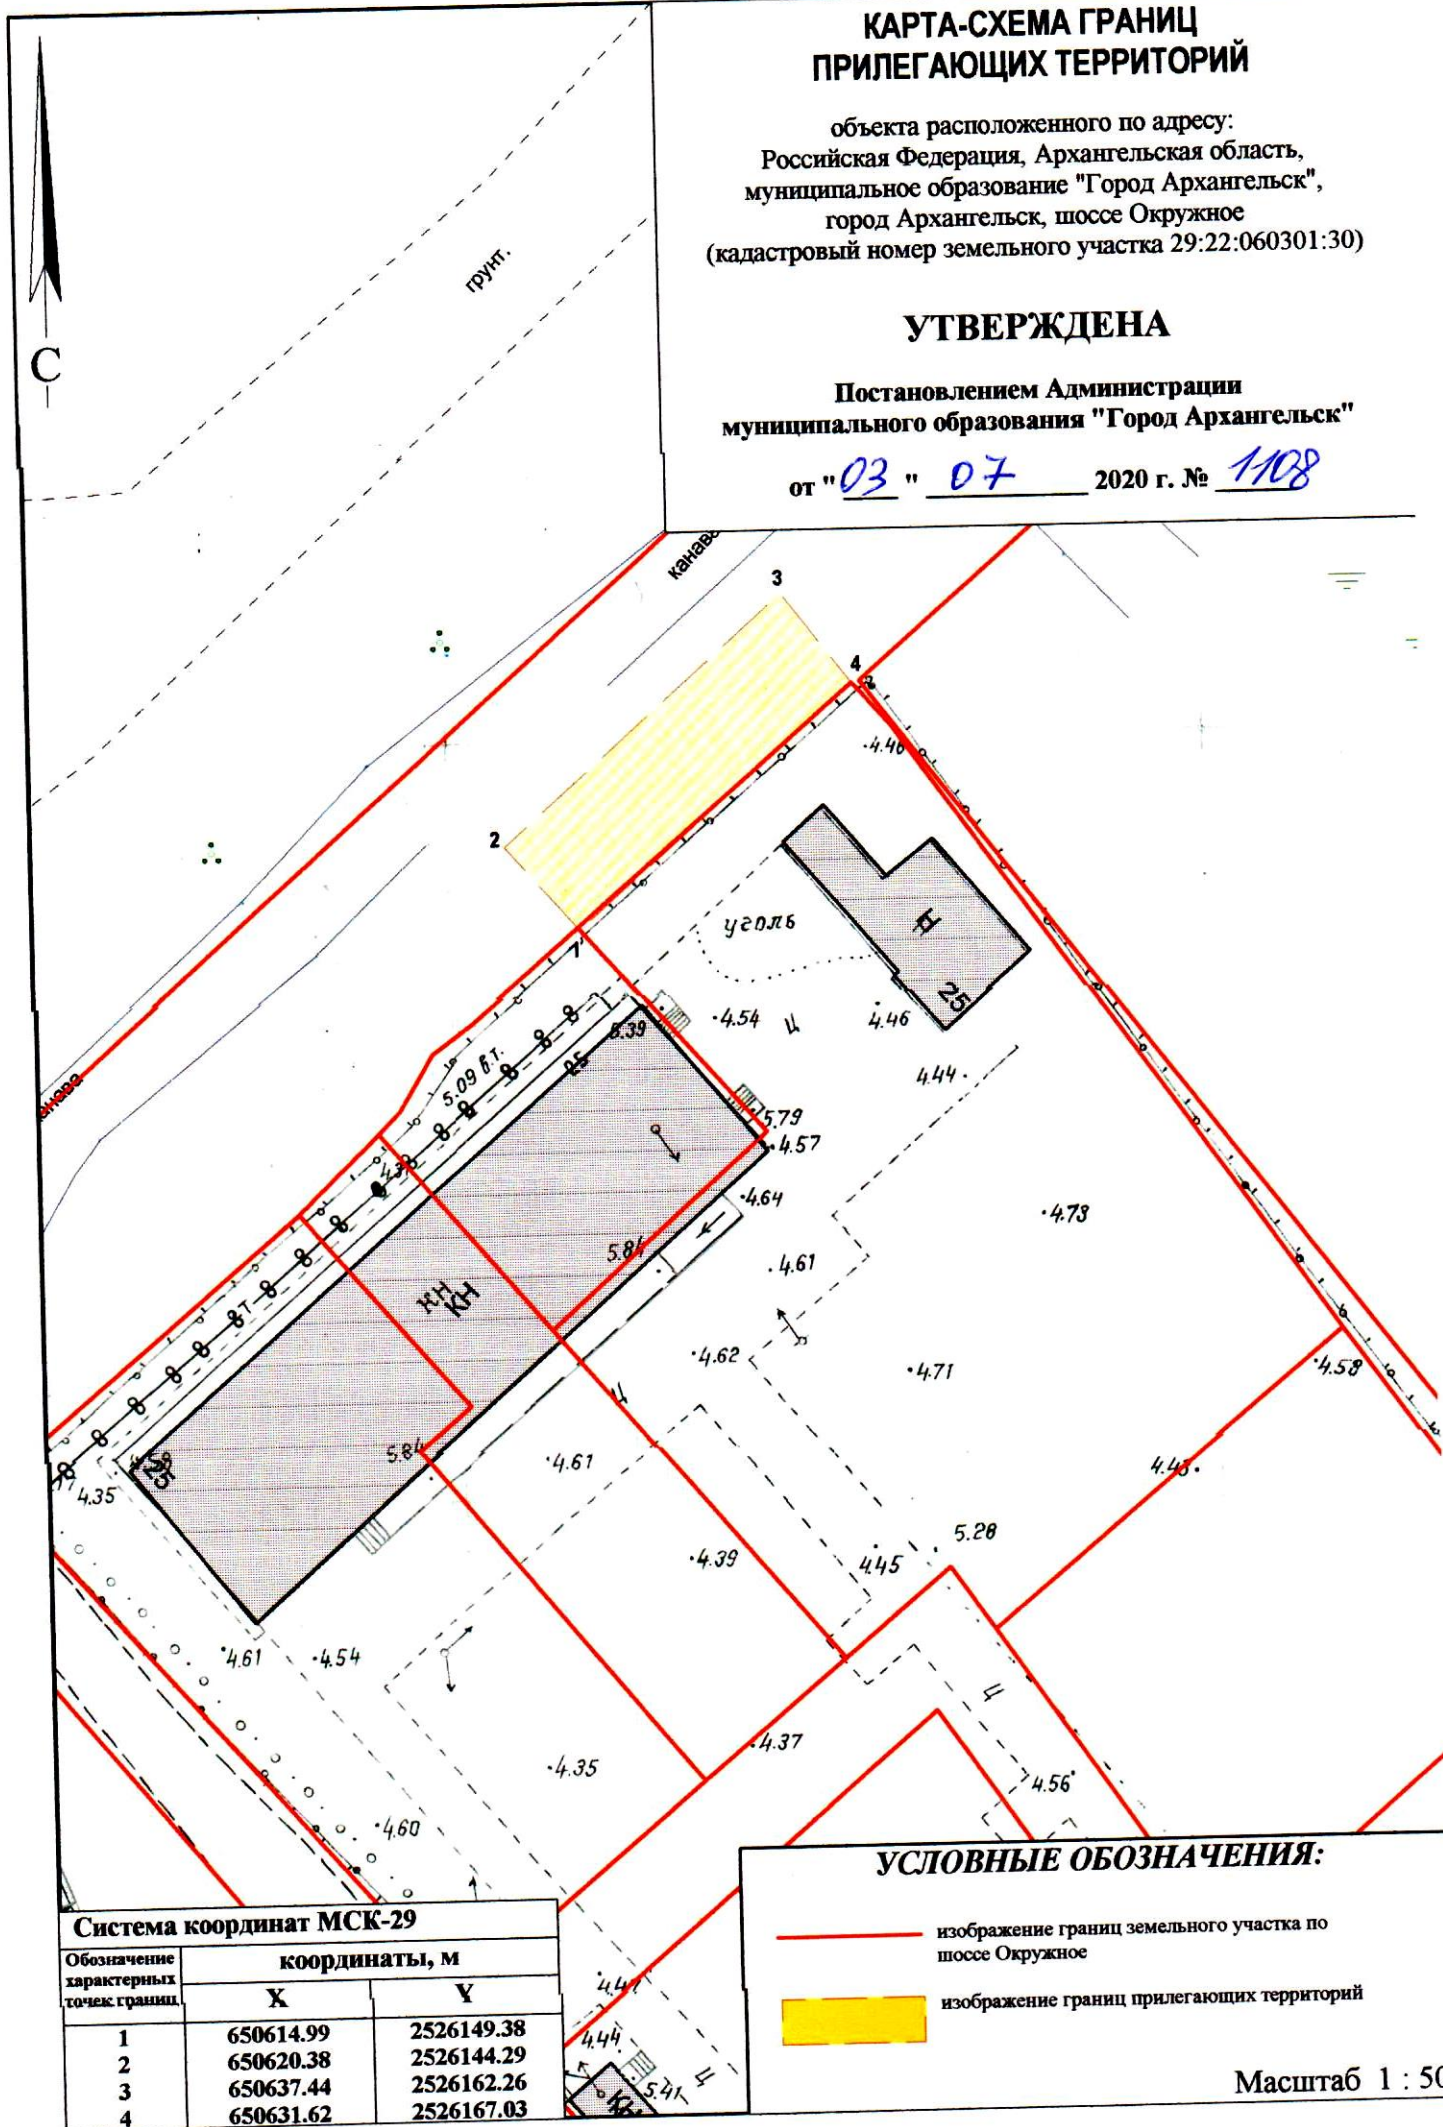 КАРТА-СХЕМА ГРАНИЦ
ПРИЛЕГАЮЩИХ ТЕРРИТОРИЙ
объекта расположенного по адресу:
Российская Федерация, Архангельская область,
муниципальное образование "Город Архангельск",
город Архангельск, шоссе Окружное
(кадастровый номер земельного участка 29:22:060301:30)
УТВЕРЖДЕНА
Постановлением Администрации
муниципального образования "Город Архангельск"
от "03" 07 2020 г. № 1108
С
грунт.
канава
3
4
4.46
2
уголь
Н
1
25
4.54
Ц
4.46
5.39
5.09 в.т.
4.44
5.79
4.57
4.64
4.73
5.84
4.61
КН
4.62
4.71
4.58
5.84
4.61
25
4.35
5.28
4.39
4.45
4.61
4.54
Ц
4.37
4.35
4.56
4.60
УСЛОВНЫЕ ОБОЗНАЧЕНИЯ:
изображение границ земельного участка по
шоссе Окружное
изображение границ прилегающих территорий
Масштаб 1 : 50
Система координат МСК-29
Обозначение характерных точек границ
координаты, м
X Y
1 650614.99 2526149.38
2 650620.38 2526144.29
3 650637.44 2526162.26
4 650631.62 2526167.03
4.44
5.41
Ц